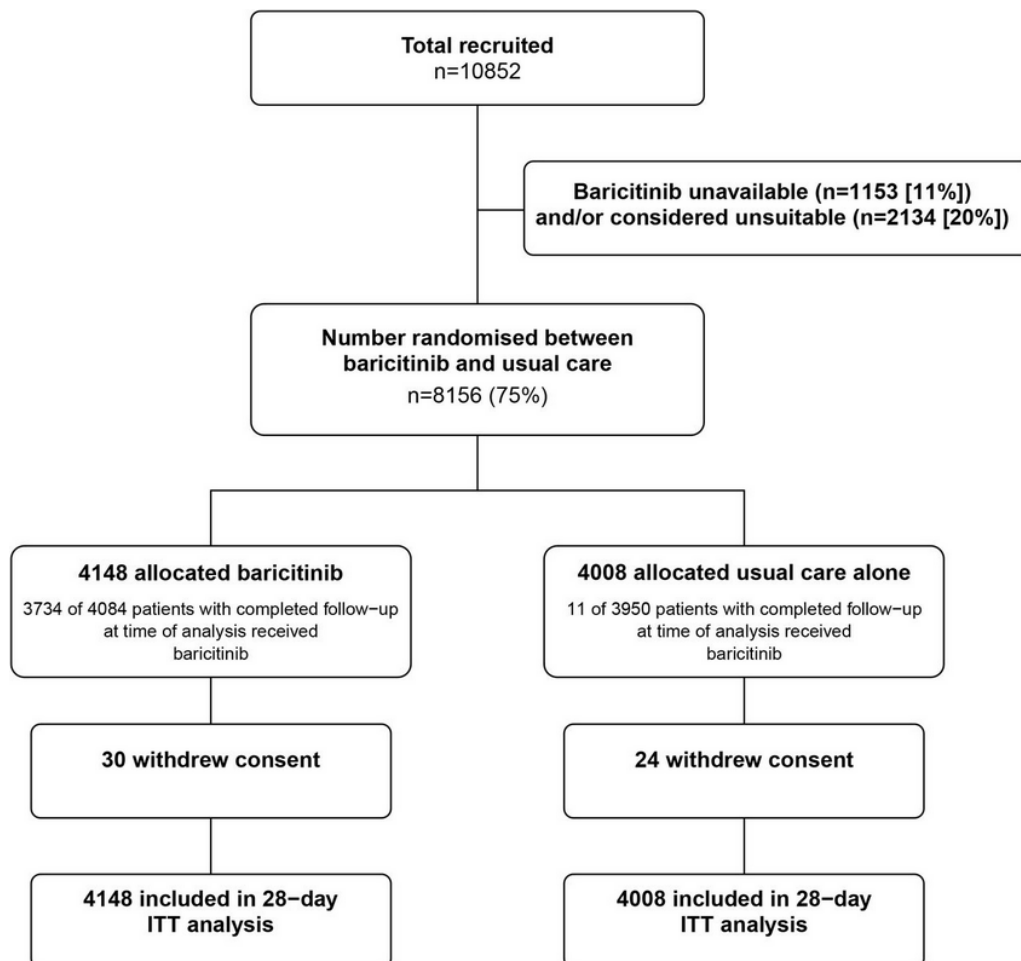 Total recruited
n=10852
Baricitinib unavailable (n=1153 [11%])
and/or considered unsuitable (n=2134 [20%])
Number randomised between
baricitinib and usual care
n=8156 (75%)
4148 allocated baricitinib
3734 of 4084 patients with completed follow−up
at time of analysis received
baricitinib
4008 allocated usual care alone
11 of 3950 patients with completed follow−up
at time of analysis received
baricitinib
30 withdrew consent
24 withdrew consent
4148 included in 28−day
ITT analysis
4008 included in 28−day
ITT analysis